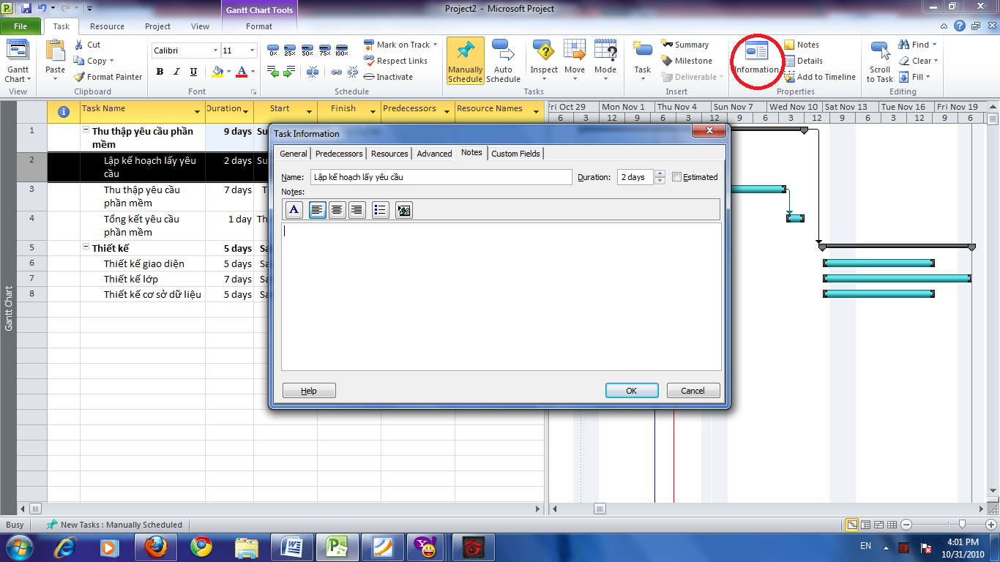 Project2 - Microsoft Project
Gantt Chart Tools
File Task Resource Project View Format
Gantt Chart
View
Paste
Cut
Copy
Format Painter
Clipboard
Calibri 11
B I U A
Font
0% 25% 50% 75% 100%
Mark on Track
Respect Links
Inactivate
Schedule
Manually Schedule
Auto Schedule
Inspect
Move
Mode
Tasks
Task
Summary
Milestone
Deliverable
Insert
Information
Notes
Details
Add to Timeline
Properties
Scroll to Task
Find
Clear
Fill
Editing
Task Name Duration Start Finish Predecessors Resource Names
Fri Oct 29 Mon Nov 1 Thu Nov 4 Sun Nov 7 Wed Nov 10 Sat Nov 13 Tue Nov 16 Fri Nov 19
6 12 3 6 9 12 3 6 9 12 3 6
1 Thu thập yêu cầu phần mềm 9 days Su
2 Lập kế hoạch lấy yêu cầu 2 days Su
3 Thu thập yêu cầu phần mềm 7 days T
4 Tổng kết yêu cầu phần mềm 1 day Th
5 Thiết kế 5 days Sa
6 Thiết kế giao diện 5 days Sa
7 Thiết kế lớp 7 days Sa
8 Thiết kế cơ sở dữ liệu 5 days Sa
Gantt Chart
Task Information
General Predecessors Resources Advanced Notes Custom Fields
Name: Lập kế hoạch lấy yêu cầu Duration: 2 days Estimated
Notes:
A
Help OK Cancel
Busy New Tasks : Manually Scheduled
EN
4:01 PM
10/31/2010